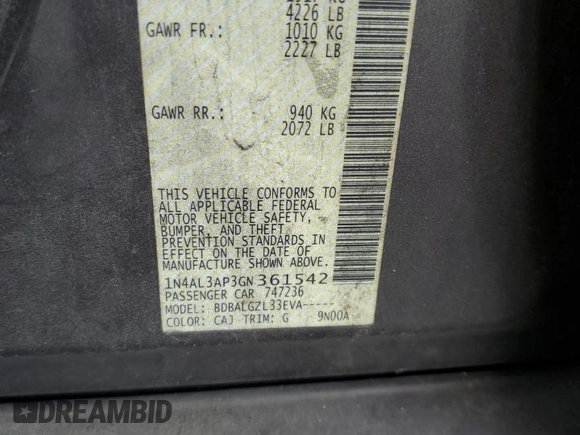 4226 LB
GAWR FR.: 1010 KG
2227 LB
GAWR RR.: 940 KG
2072 LB
THIS VEHICLE CONFORMS TO
ALL APPLICABLE FEDERAL
MOTOR VEHICLE SAFETY,
BUMPER, AND THEFT
PREVENTION STANDARDS IN
EFFECT ON THE DATE OF
MANUFACTURE SHOWN ABOVE.
1N4AL3AP3GN 361542
PASSENGER CAR 747236
MODEL: BDBALGZL33EVA-----
COLOR: CAJ TRIM: G 9N00A
DREAMBID